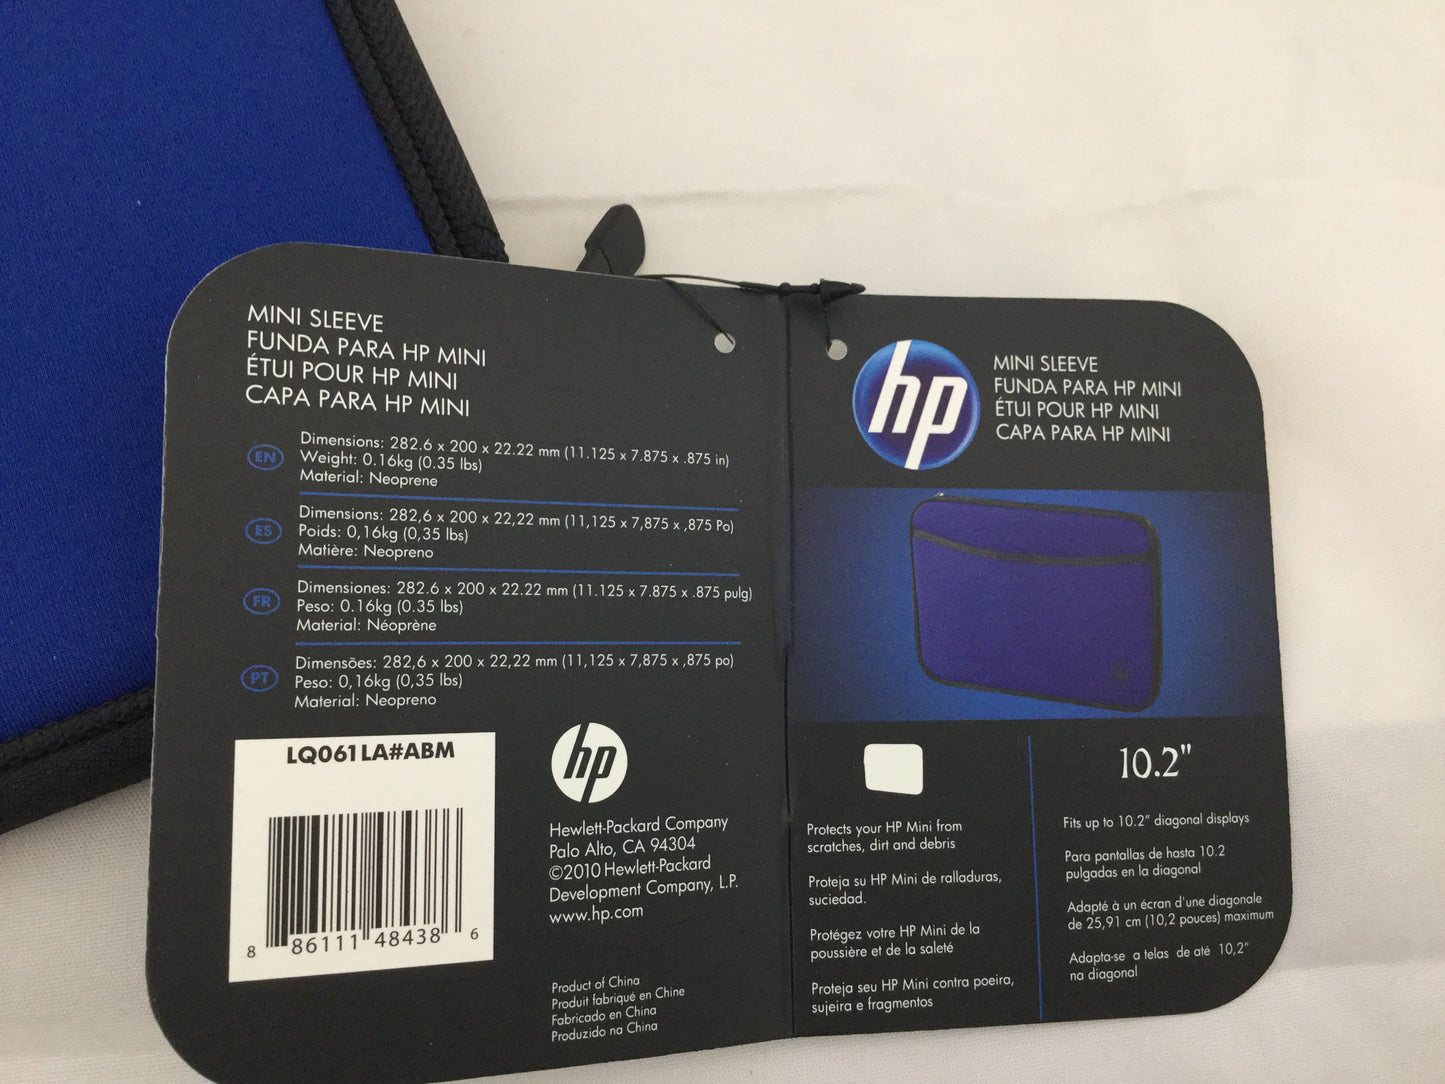 MINI SLEEVE
FUNDA PARA HP MINI
ÉTUI POUR HP MINI
CAPA PARA HP MINI
EN
Dimensions: 282.6 x 200 x 22.22 mm (11.125 x 7.875 x .875 in)
Weight: 0.16kg (0.35 lbs)
Material: Neoprene
ES
Dimensions: 282,6 x 200 x 22,22 mm (11,125 x 7,875 x ,875 Po)
Poids: 0,16kg (0,35 lbs)
Matière: Neopreno
FR
Dimensiones: 282.6 x 200 x 22.22 mm (11.125 x 7.875 x .875 pulg)
Peso: 0.16kg (0.35 lbs)
Material: Néoprène
PT
Dimensões: 282,6 x 200 x 22,22 mm (11,125 x 7,875 x ,875 po)
Peso: 0,16kg (0,35 lbs)
Material: Neopreno
LQ061LA#ABM
8 86111 48438 6
hp
Hewlett-Packard Company
Palo Alto, CA 94304
©2010 Hewlett-Packard
Development Company, L.P.
www.hp.com
Product of China
Produit fabriqué en Chine
Fabricado en China
Produzido na China
hp
MINI SLEEVE
FUNDA PARA HP MINI
ÉTUI POUR HP MINI
CAPA PARA HP MINI
Protects your HP Mini from
scratches, dirt and debris
Proteja su HP Mini de ralladuras,
suciedad.
Protégez votre HP Mini de la
poussière et de la saleté
Proteja seu HP Mini contra poeira,
sujeira e fragmentos
10.2"
Fits up to 10.2" diagonal displays
Para pantallas de hasta 10.2
pulgadas en la diagonal
Adapté à un écran d'une diagonale
de 25,91 cm (10,2 pouces) maximum
Adapta-se a telas de até 10,2"
na diagonal